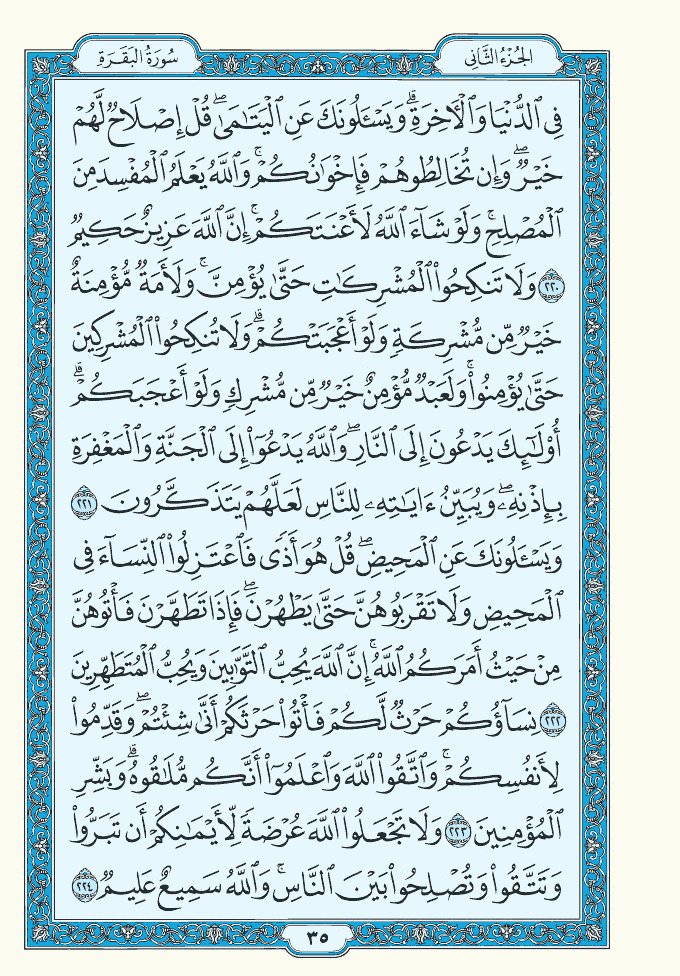 الجُزْءُ الثَّانِي
سُورَةُ البَقَرَةِ
فِي ٱلدُّنۡيَا وَٱلۡأٓخِرَةِۗ وَيَسۡـَٔلُونَكَ عَنِ ٱلۡيَتَٰمَىٰۖ قُلۡ إِصۡلَاحٞ لَّهُمۡ
خَيۡرٞۖ وَإِن تُخَالِطُوهُمۡ فَإِخۡوَٰنُكُمۡۚ وَٱللَّهُ يَعۡلَمُ ٱلۡمُفۡسِدَ مِنَ
ٱلۡمُصۡلِحِۚ وَلَوۡ شَآءَ ٱللَّهُ لَأَعۡنَتَكُمۡۚ إِنَّ ٱللَّهَ عَزِيزٌ حَكِيمٞ
٢٢٠ وَلَا تَنكِحُواْ ٱلۡمُشۡرِكَٰتِ حَتَّىٰ يُؤۡمِنَّۚ وَلَأَمَةٞ مُّؤۡمِنَةٌ
خَيۡرٞ مِّن مُّشۡرِكَةٖ وَلَوۡ أَعۡجَبَتۡكُمۡۗ وَلَا تُنكِحُواْ ٱلۡمُشۡرِكِينَ
حَتَّىٰ يُؤۡمِنُواْۚ وَلَعَبۡدٞ مُّؤۡمِنٌ خَيۡرٞ مِّن مُّشۡرِكٖ وَلَوۡ أَعۡجَبَكُمۡۗ
أُوْلَٰٓئِكَ يَدۡعُونَ إِلَى ٱلنَّارِۖ وَٱللَّهُ يَدۡعُوٓاْ إِلَى ٱلۡجَنَّةِ وَٱلۡمَغۡفِرَةِ
بِإِذۡنِهِۦۖ وَيُبَيِّنُ ءَايَٰتِهِۦ لِلنَّاسِ لَعَلَّهُمۡ يَتَذَكَّرُونَ ٢٢١
وَيَسۡـَٔلُونَكَ عَنِ ٱلۡمَحِيضِۖ قُلۡ هُوَ أَذٗى فَٱعۡتَزِلُواْ ٱلنِّسَآءَ فِي
ٱلۡمَحِيضِ وَلَا تَقۡرَبُوهُنَّ حَتَّىٰ يَطۡهُرۡنَۖ فَإِذَا تَطَهَّرۡنَ فَأۡتُوهُنَّ
مِنۡ حَيۡثُ أَمَرَكُمُ ٱللَّهُۚ إِنَّ ٱللَّهَ يُحِبُّ ٱلتَّوَّٰبِينَ وَيُحِبُّ ٱلۡمُتَطَهِّرِينَ
٢٢٢ نِسَآؤُكُمۡ حَرۡثٞ لَّكُمۡ فَأۡتُواْ حَرۡثَكُمۡ أَنَّىٰ شِئۡتُمۡۖ وَقَدِّمُواْ
لِأَنفُسِكُمۡۚ وَٱتَّقُواْ ٱللَّهَ وَٱعۡلَمُوٓاْ أَنَّكُم مُّلَٰقُوهُۗ وَبَشِّرِ
ٱلۡمُؤۡمِنِينَ ٢٢٣ وَلَا تَجۡعَلُواْ ٱللَّهَ عُرۡضَةٗ لِّأَيۡمَٰنِكُمۡ أَن تَبَرُّواْ
وَتَتَّقُواْ وَتُصۡلِحُواْ بَيۡنَ ٱلنَّاسِۚ وَٱللَّهُ سَمِيعٌ عَلِيمٞ ٢٢٤
٣٥